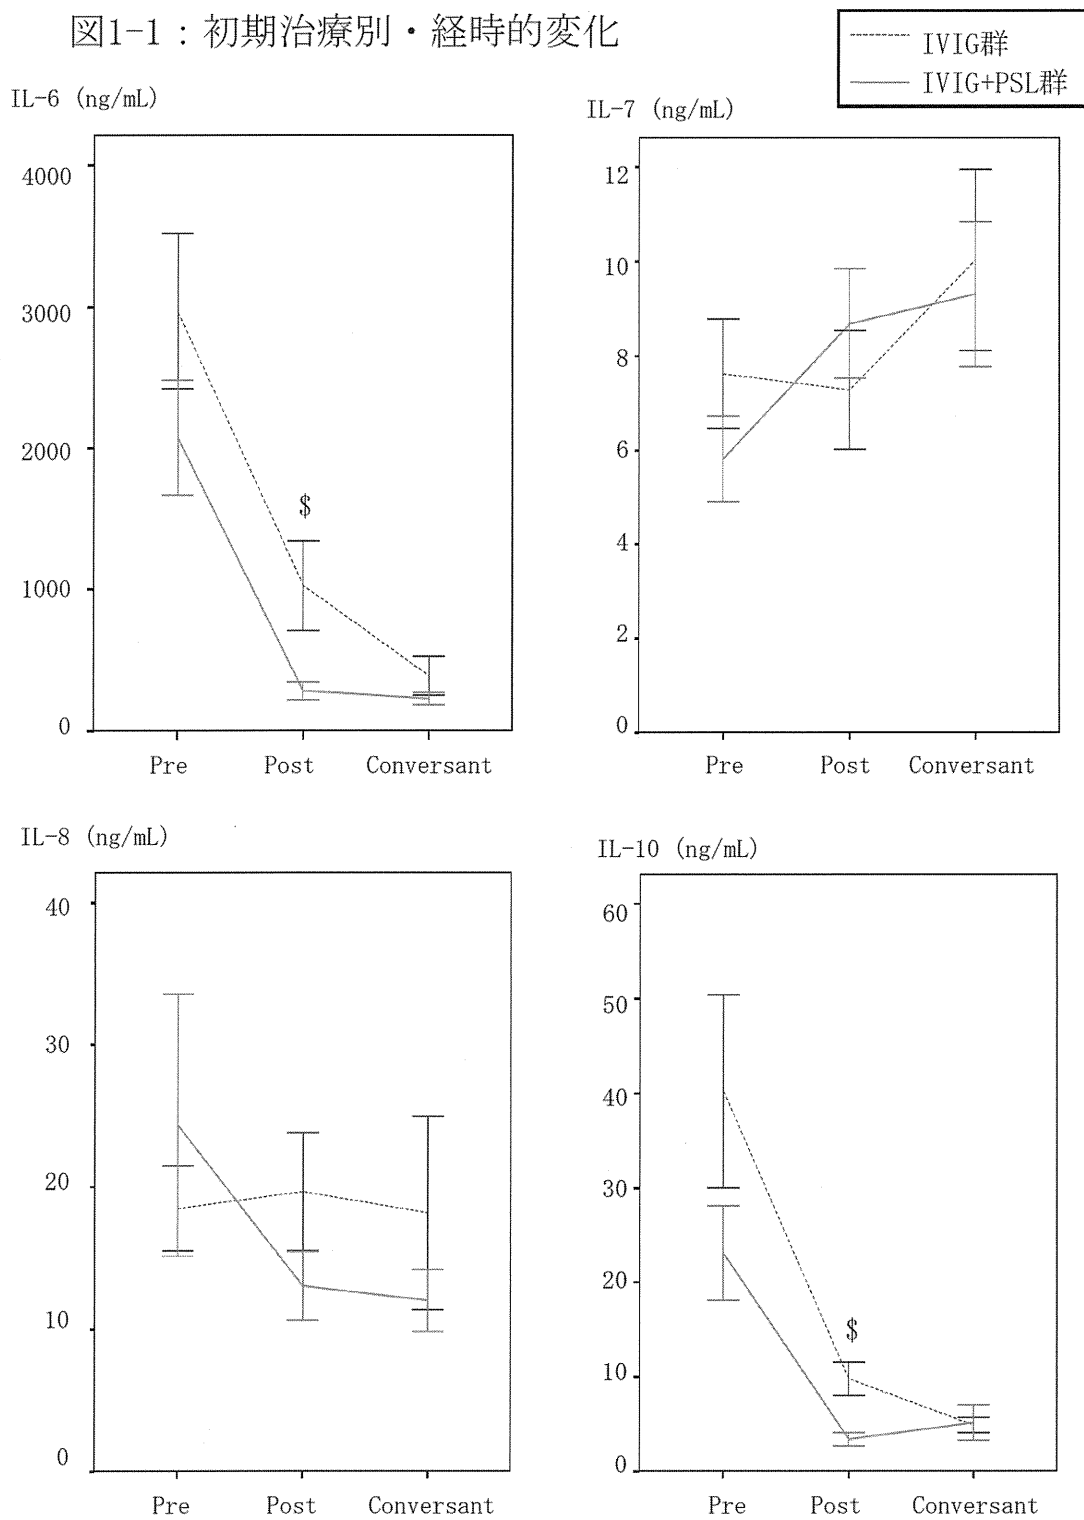 図1-1：初期治療別・経時的変化
IVIG群
IVIG+PSL群
IL-6 (ng/mL)
4000
3000
2000
1000
0
$
Pre Post Conversant
IL-7 (ng/mL)
12
10
8
6
4
2
0
Pre Post Conversant
IL-8 (ng/mL)
40
30
20
10
0
Pre Post Conversant
IL-10 (ng/mL)
60
50
40
30
20
10
0
$
Pre Post Conversant